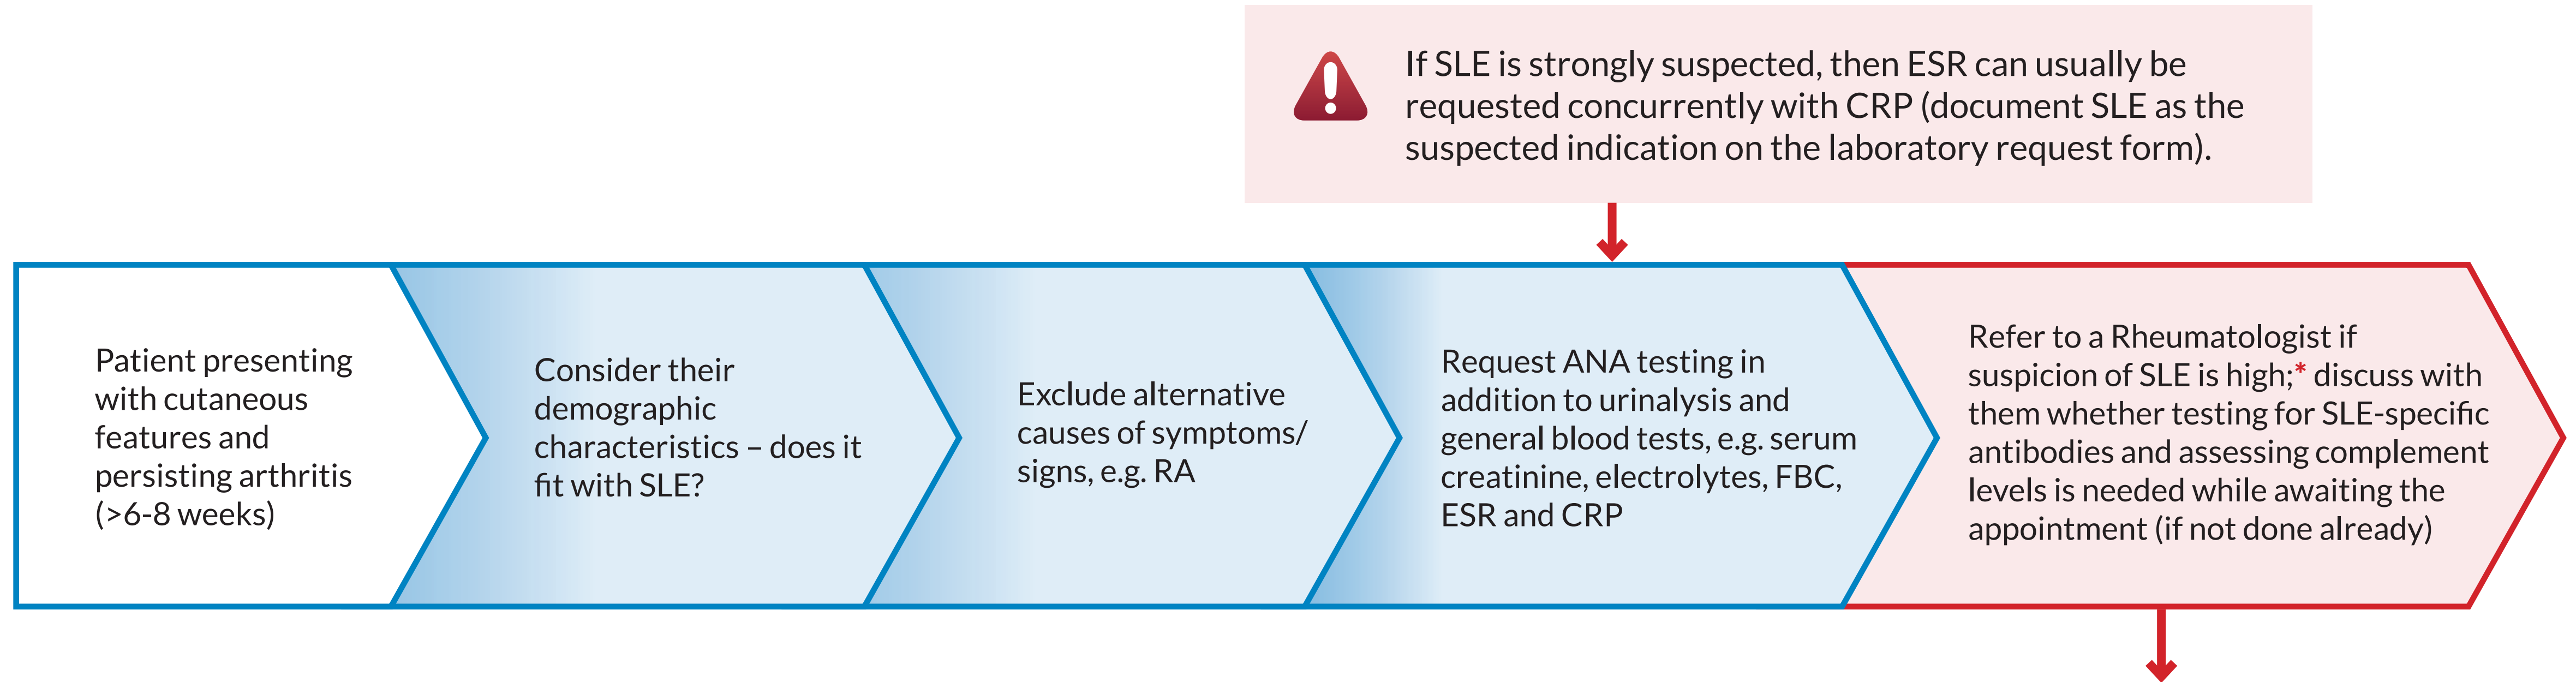 If SLE is strongly suspected, then ESR can usually be
requested concurrently with CRP (document SLE as the
suspected indication on the laboratory request form).
Patient presenting
with cutaneous
features and
persisting arthritis
(>6-8 weeks)
Consider their
demographic
characteristics – does it
fit with SLE?
Exclude alternative
causes of symptoms/
signs, e.g. RA
Request ANA testing in
addition to urinalysis and
general blood tests, e.g. serum
creatinine, electrolytes, FBC,
ESR and CRP
Refer to a Rheumatologist if
suspicion of SLE is high;* discuss with
them whether testing for SLE-specific
antibodies and assessing complement
levels is needed while awaiting the
appointment (if not done already)